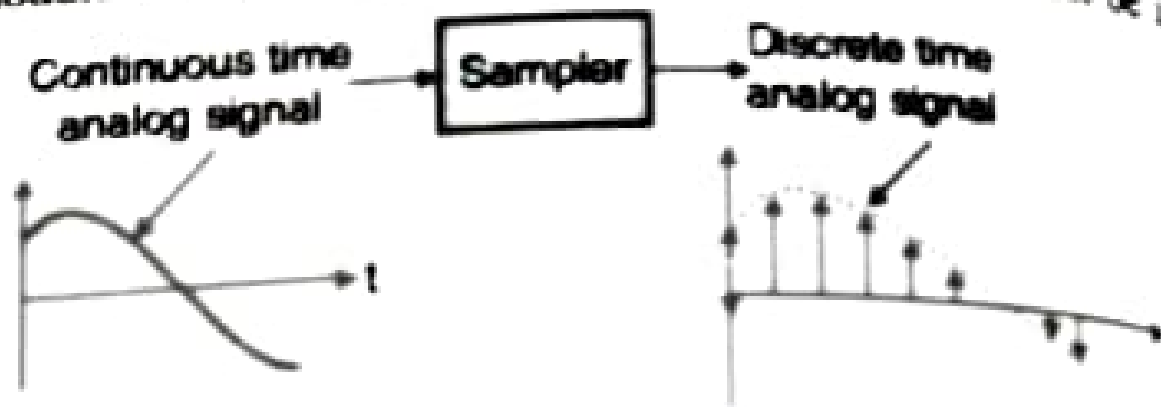 Continuous time
analog signal
Sampler
Discrete time
analog signal
t